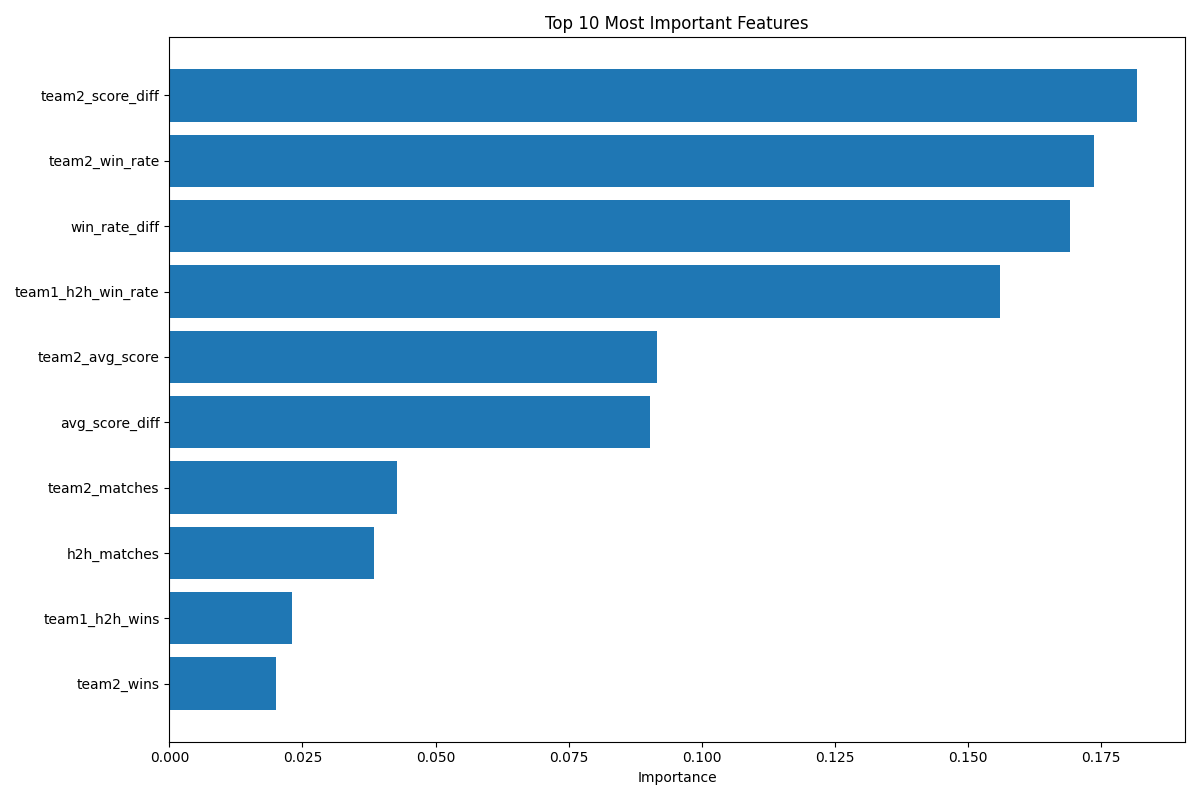 Top 10 Most Important Features
team2_score_diff
team2_win_rate
win_rate_diff
team1_h2h_win_rate
team2_avg_score
avg_score_diff
team2_matches
h2h_matches
team1_h2h_wins
team2_wins
0.000 0.025 0.050 0.075 0.100 0.125 0.150 0.175
Importance